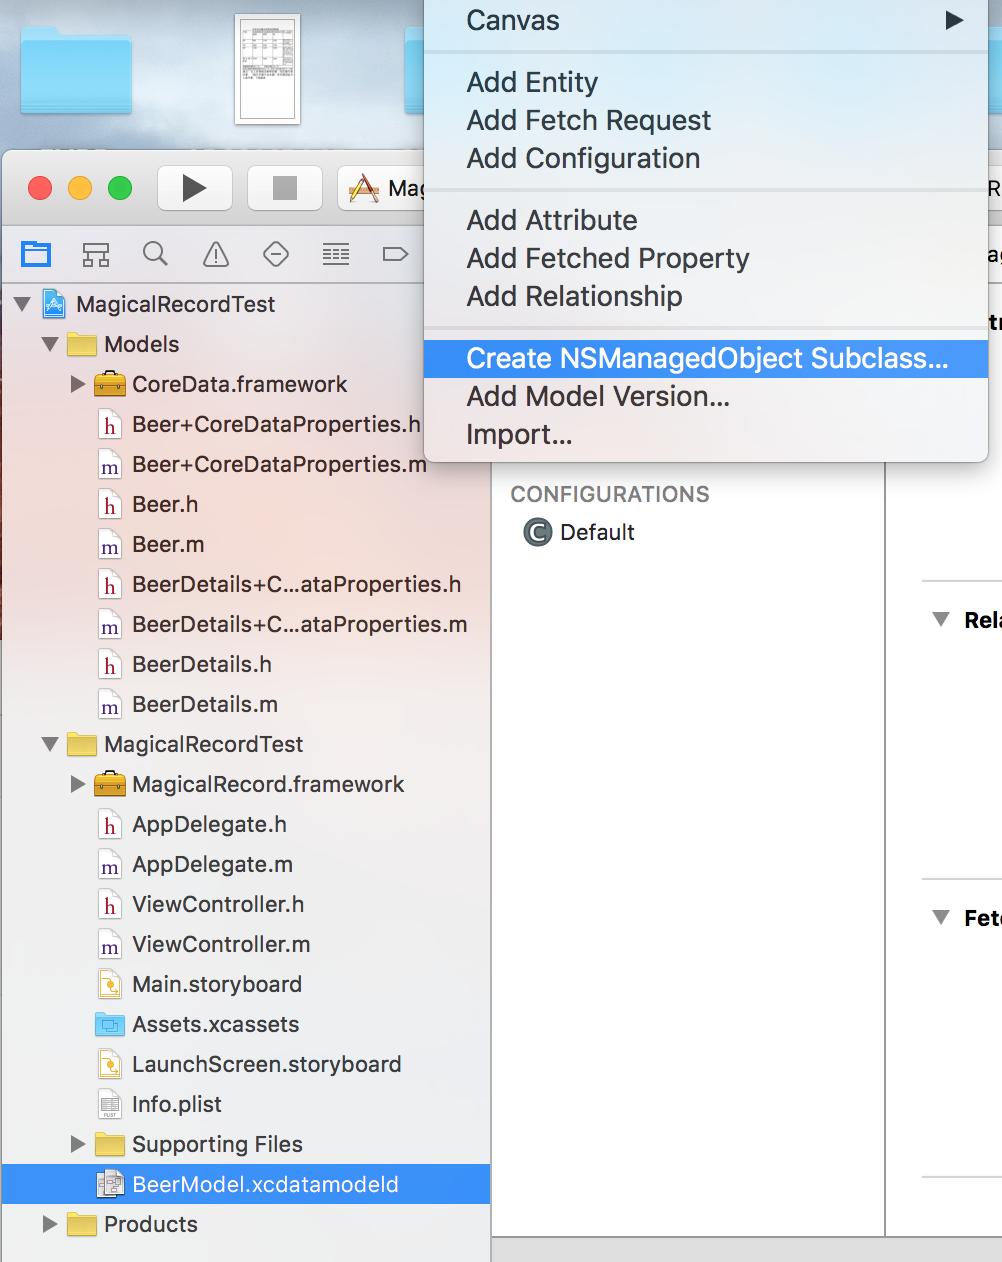 Canvas
Add Entity
Add Fetch Request
Add Configuration
Add Attribute
Add Fetched Property
Add Relationship
Create NSManagedObject Subclass...
Add Model Version...
Import...
MagicalRecordTest
Models
CoreData.framework
Beer+CoreDataProperties.h
Beer+CoreDataProperties.m
Beer.h
Beer.m
BeerDetails+C...ataProperties.h
BeerDetails+C...ataProperties.m
BeerDetails.h
BeerDetails.m
MagicalRecordTest
MagicalRecord.framework
AppDelegate.h
AppDelegate.m
ViewController.h
ViewController.m
Main.storyboard
Assets.xcassets
LaunchScreen.storyboard
Info.plist
Supporting Files
BeerModel.xcdatamodeld
Products
CONFIGURATIONS
C Default